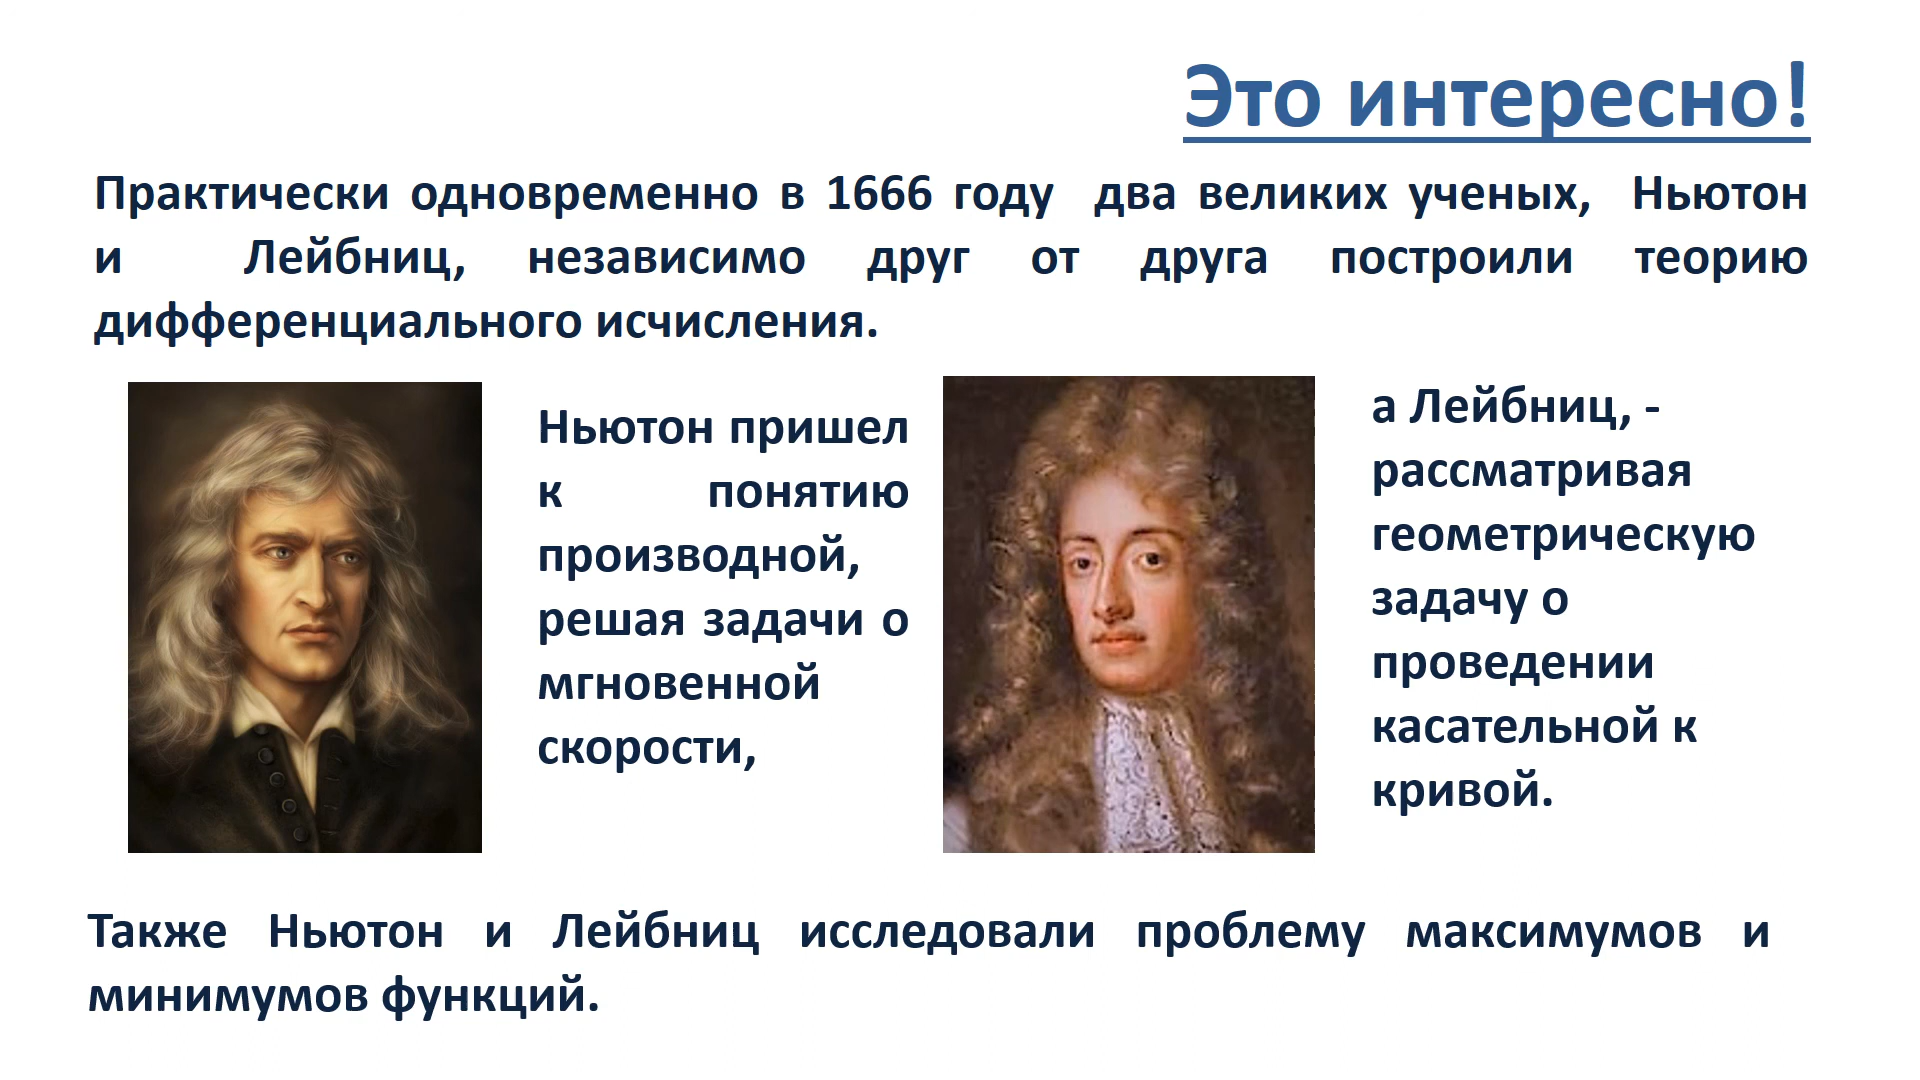 Это интересно!
Практически одновременно в 1666 году два великих ученых, Ньютон
и Лейбниц, независимо друг от друга построили теорию
дифференциального исчисления.
Ньютон пришел
к понятию
производной,
решая задачи о
мгновенной
скорости,
а Лейбниц, -
рассматривая
геометрическую
задачу о
проведении
касательной к
кривой.
Также Ньютон и Лейбниц исследовали проблему максимумов и
минимумов функций.